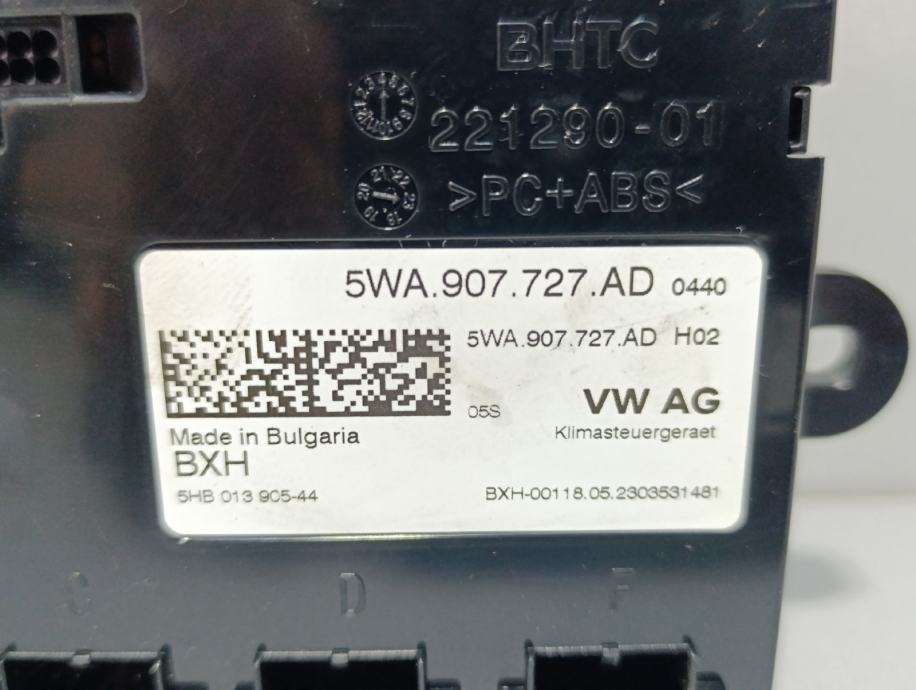 BHTC
221290-01
>PC+ABS<
5WA.907.727.AD 0440
5WA.907.727.AD H02
05S
VW AG
Klimasteuergeraet
Made in Bulgaria
BXH
5HB 013 905-44
BXH-00118.05.2303531481
C D F